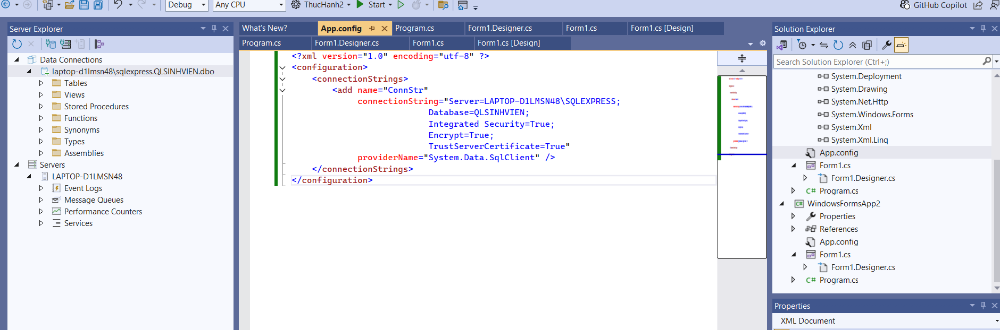 Debug
Any CPU
ThucHanh2
Start
GitHub Copilot
Server Explorer
Data Connections
laptop-d1lmsn48\sqlexpress.QLSINHVIEN.dbo
Tables
Views
Stored Procedures
Functions
Synonyms
Types
Assemblies
Servers
LAPTOP-D1LMSN48
Event Logs
Message Queues
Performance Counters
Services
What's New?
App.config
Program.cs
Form1.Designer.cs
Form1.cs
Form1.cs [Design]
Program.cs
Form1.Designer.cs
Form1.cs
Form1.cs [Design]
<?xml version="1.0" encoding="utf-8" ?>
<configuration>
<connectionStrings>
<add name="ConnStr"
connectionString="Server=LAPTOP-D1LMSN48\SQLEXPRESS;
Database=QLSINHVIEN;
Integrated Security=True;
Encrypt=True;
TrustServerCertificate=True"
providerName="System.Data.SqlClient" />
</connectionStrings>
</configuration>
Solution Explorer
Search Solution Explorer (Ctrl+;)
System.Deployment
System.Drawing
System.Net.Http
System.Windows.Forms
System.Xml
System.Xml.Linq
App.config
Form1.cs
Form1.Designer.cs
C# Program.cs
C# WindowsFormsApp2
Properties
References
App.config
Form1.cs
Form1.Designer.cs
C# Program.cs
Properties
XML Document